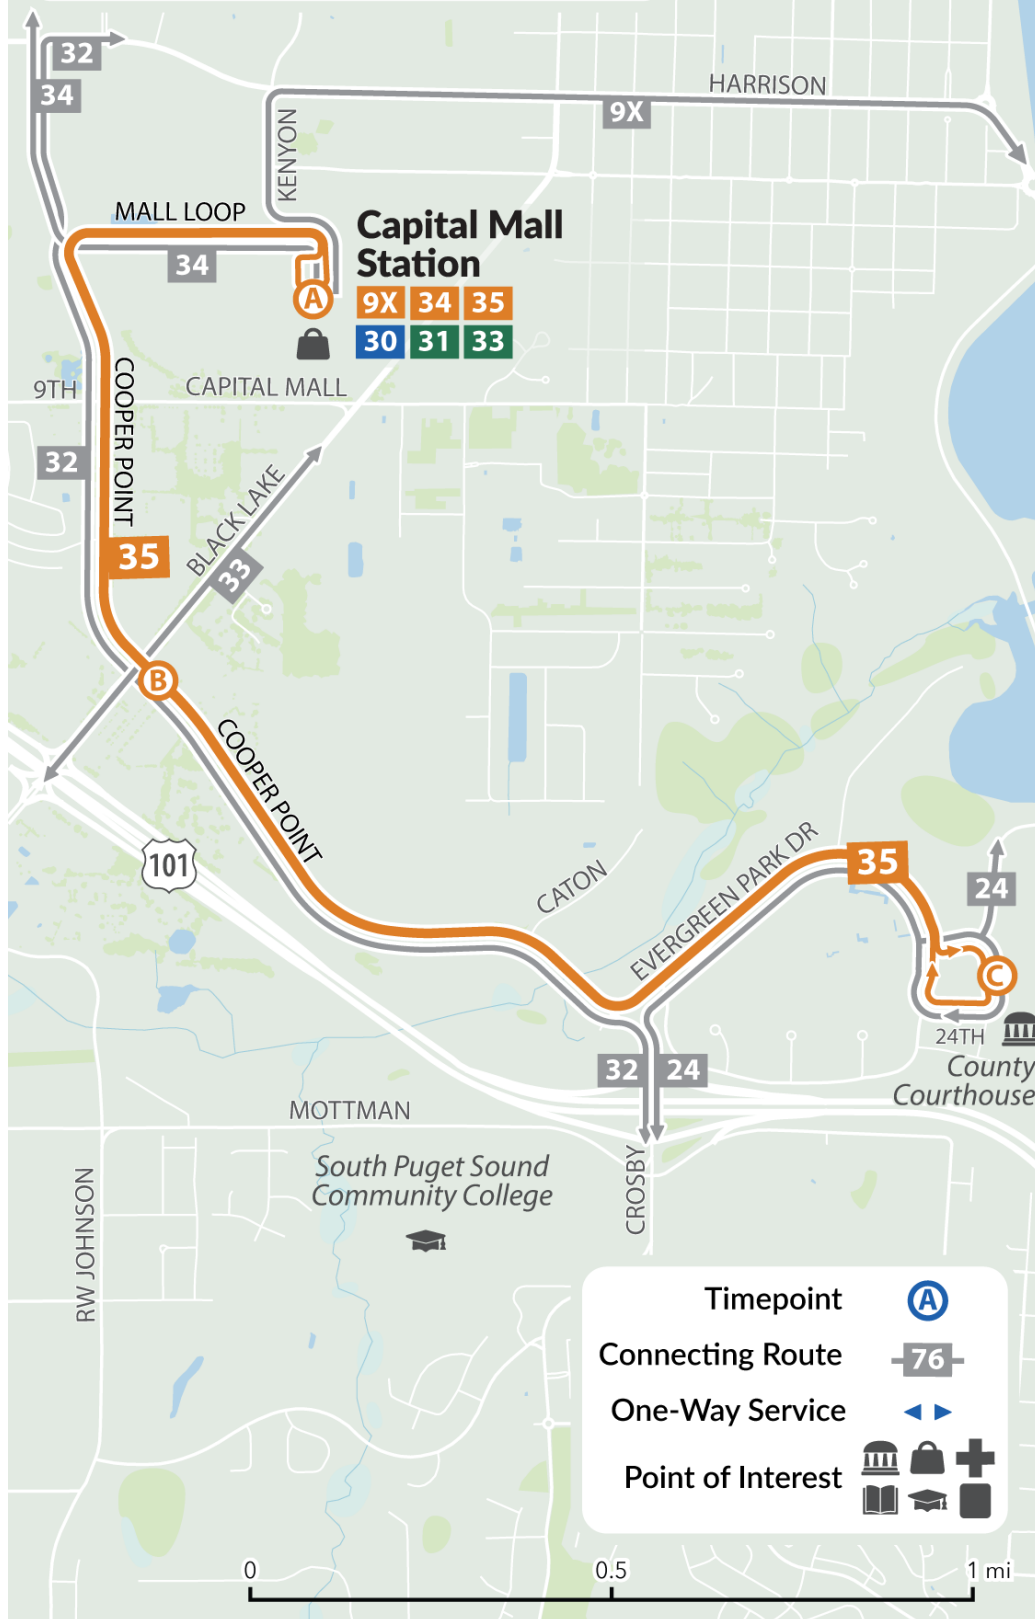 32
34
HARRISON
9X
KENYON
MALL LOOP
34
Capital Mall
Station
9X 34 35
30 31 33
A
9TH
CAPITAL MALL
COOPER POINT
32
BLACK LAKE
35
33
B
COOPER POINT
101
CATON
EVERGREEN PARK DR
35
24
C
24TH
County
Courthouse
32 24
MOTTMAN
CROSBY
RW JOHNSON
South Puget Sound
Community College
Timepoint A
Connecting Route 76
One-Way Service
Point of Interest
0 0.5 1 mi